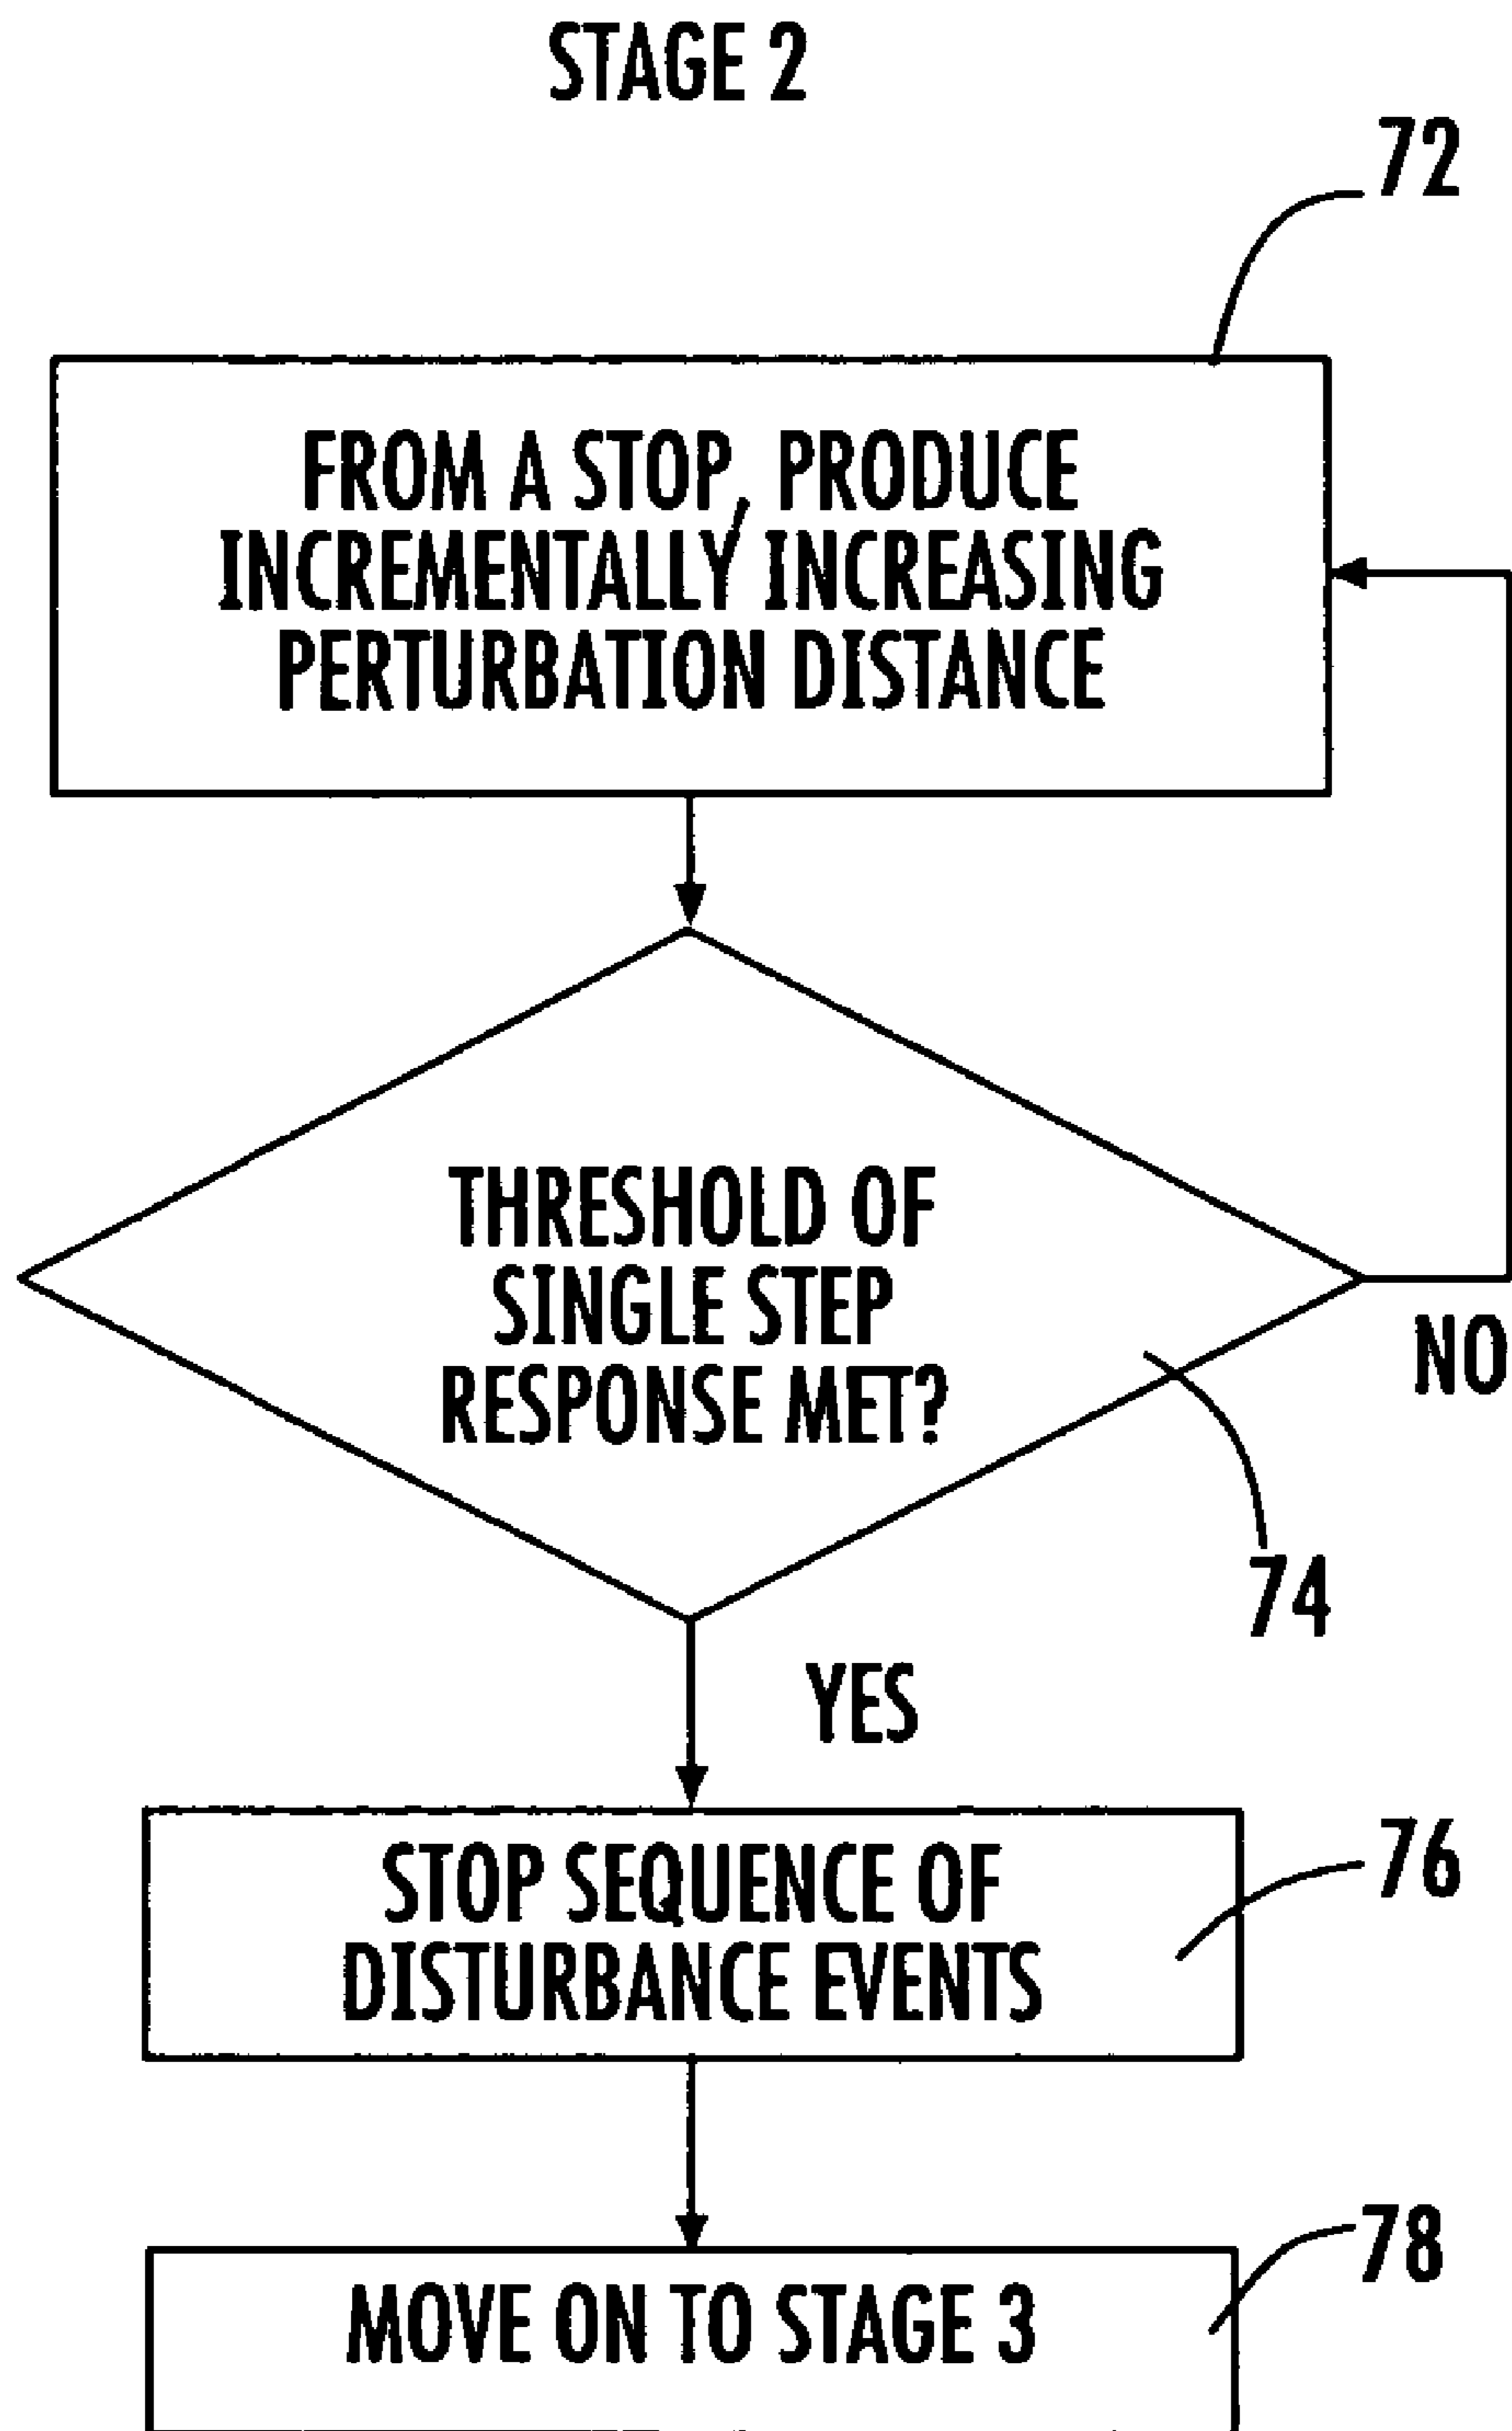 STAGE 2
72
FROM A STOP, PRODUCE
INCREMENTALLY INCREASING
PERTURBATION DISTANCE
THRESHOLD OF
SINGLE STEP
RESPONSE MET?
NO
74
YES
STOP SEQUENCE OF
DISTURBANCE EVENTS
76
78
MOVE ON TO STAGE 3